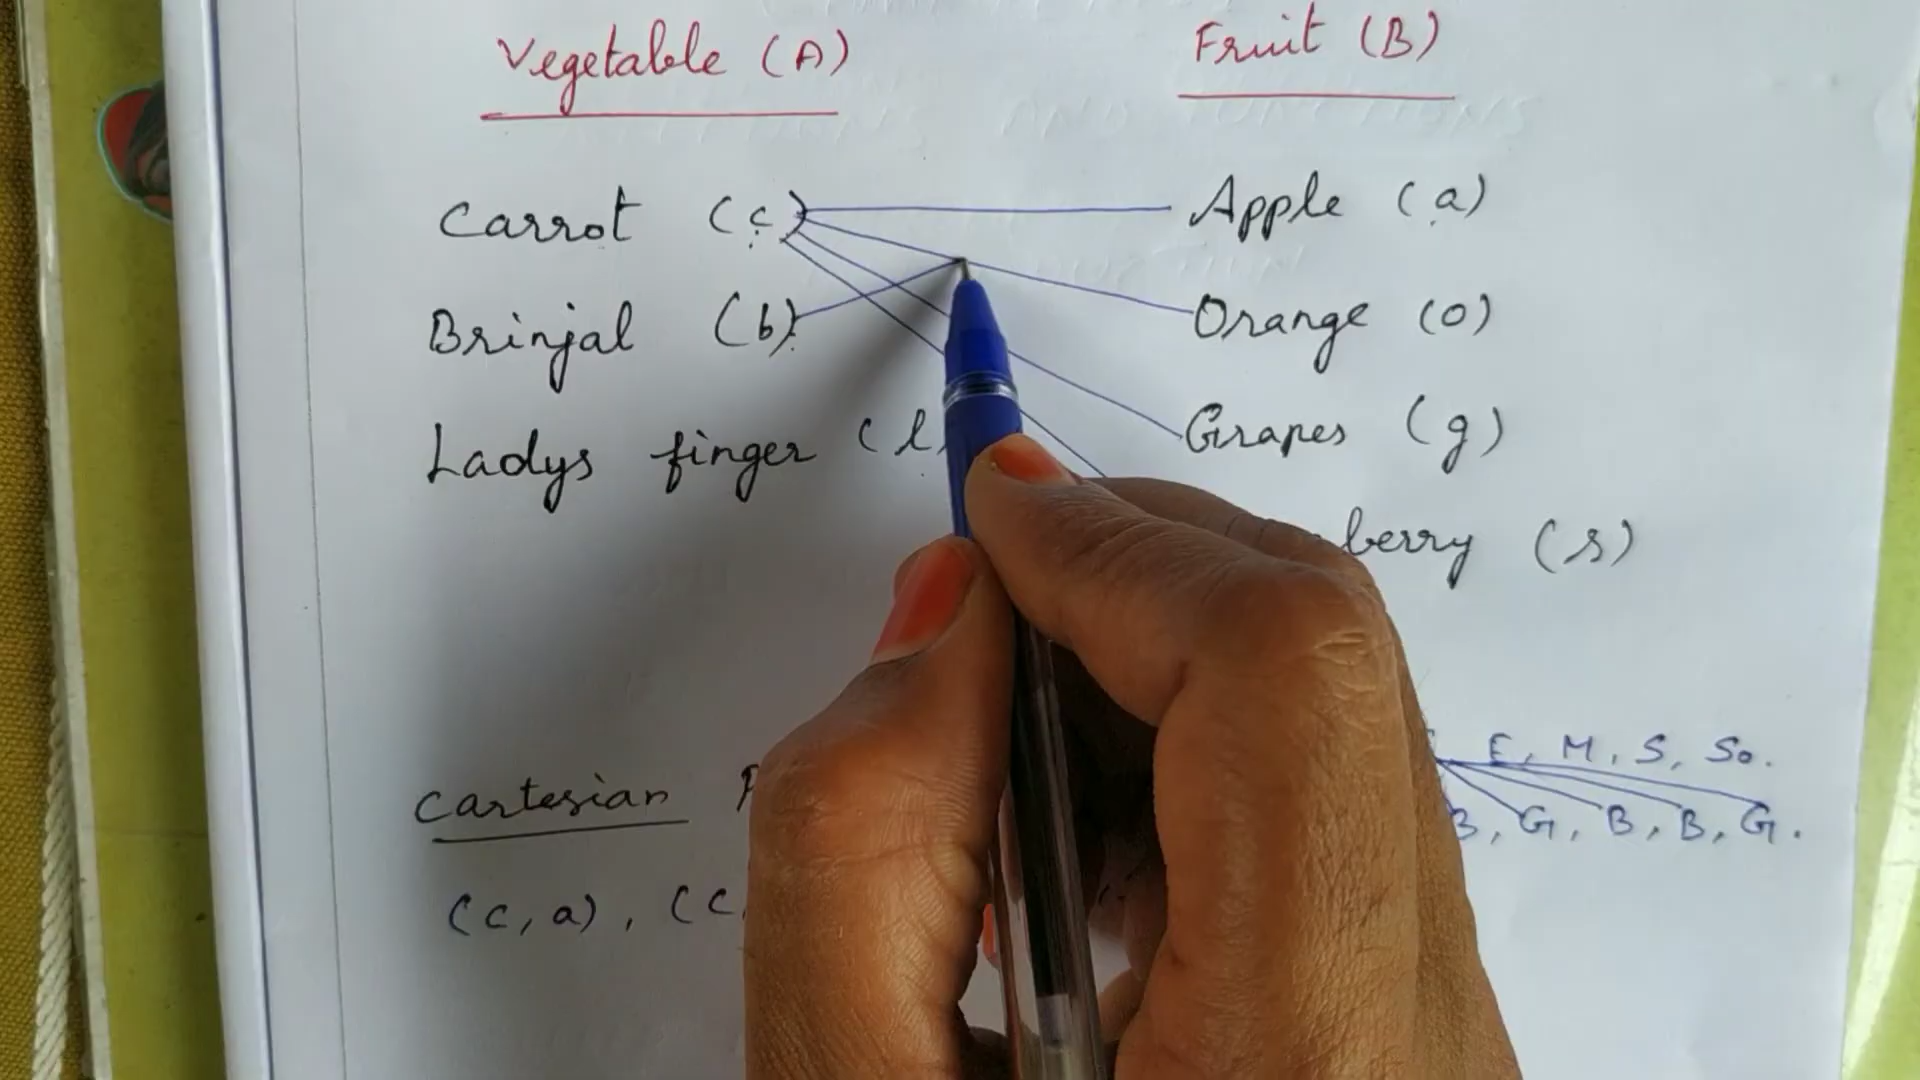 Vegetable (A) Fruit (B)
Carrot (c) Apple (a)
Brinjal (b) Orange (o)
Ladys finger (l Grapes (g)
berry (s)
E, M, S, So.
Cartesian P
B, G, B, B, G.
(c, a), (c,